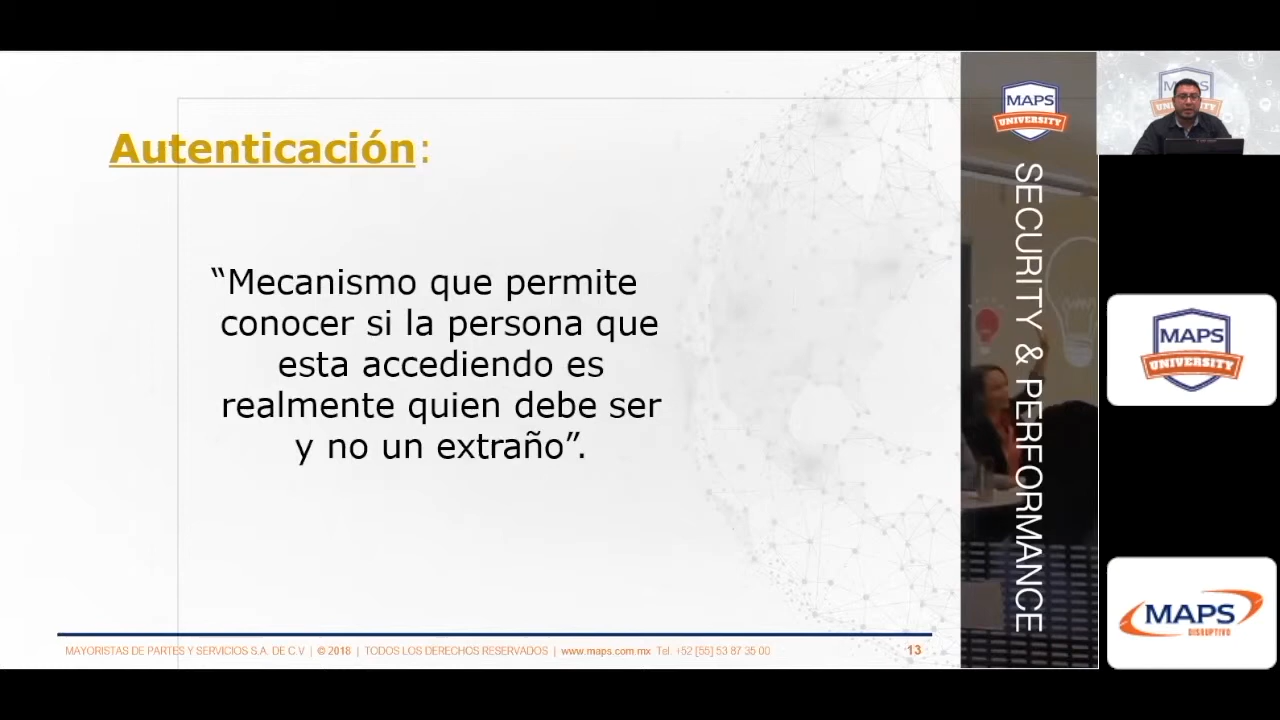 Autenticación:
“Mecanismo que permite
conocer si la persona que
esta accediendo es
realmente quien debe ser
y no un extraño”.
MAYORISTAS DE PARTES Y SERVICIOS S.A. DE C.V. | © 2018 | TODOS LOS DERECHOS RESERVADOS | www.maps.com.mx Tel. +52 [55] 53 87 35 00
13
MAPS
UNIVERSITY
SECURITY & PERFORMANCE
MAPS
MAPS
UNIVERSITY
MAPS
DISRUPTIVO